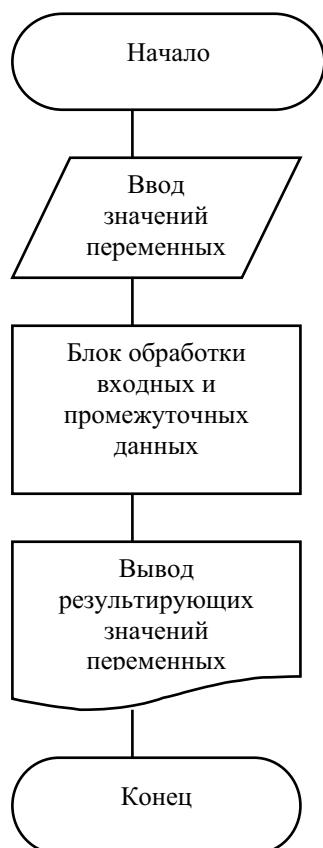 Начало
Ввод
значений
переменных
Блок обработки
входных и
промежуточных
данных
Вывод
результирующих
значений
переменных
Конец